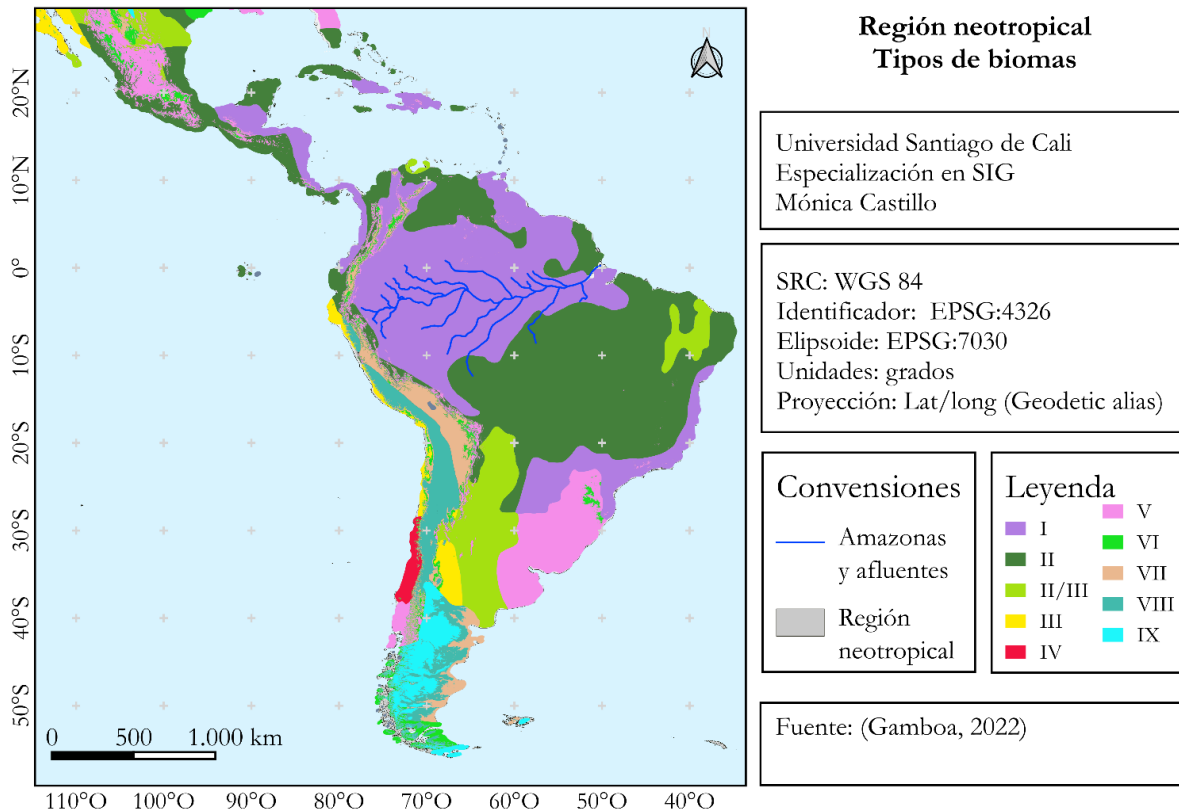 Región neotropical
Tipos de biomas
Universidad Santiago de Cali
Especialización en SIG
Mónica Castillo
SRC: WGS 84
Identificador:  EPSG:4326
Elipsoide: EPSG:7030
Unidades: grados
Proyección: Lat/long (Geodetic alias)
Convensiones
Amazonas
y afluentes
Región
neotropical
Leyenda
I
II
II/III
III
IV
V
VI
VII
VIII
IX
Fuente: (Gamboa, 2022)
N
20°N
10°N
0°
10°S
20°S
30°S
40°S
50°S
0 500 1.000 km
110°O 100°O 90°O 80°O 70°O 60°O 50°O 40°O